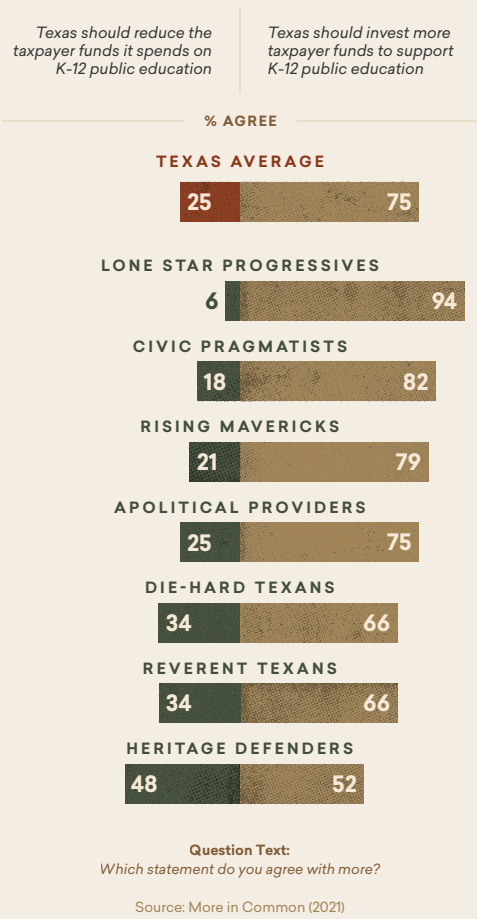 Texas should reduce the
taxpayer funds it spends on
K-12 public education
Texas should invest more
taxpayer funds to support
K-12 public education
% AGREE
TEXAS AVERAGE
25 75
LONE STAR PROGRESSIVES
6 94
CIVIC PRAGMATISTS
18 82
RISING MAVERICKS
21 79
APOLITICAL PROVIDERS
25 75
DIE-HARD TEXANS
34 66
REVERENT TEXANS
34 66
HERITAGE DEFENDERS
48 52
Question Text:
Which statement do you agree with more?
Source: More in Common (2021)